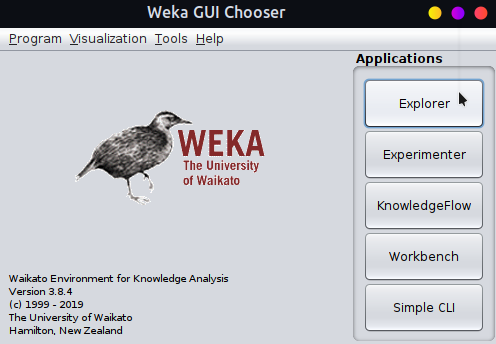 Weka GUI Chooser
Program Visualization Tools Help
Applications
Explorer
Experimenter
KnowledgeFlow
Workbench
Simple CLI
WEKA
The University
of Waikato
Waikato Environment for Knowledge Analysis
Version 3.8.4
(c) 1999 - 2019
The University of Waikato
Hamilton, New Zealand